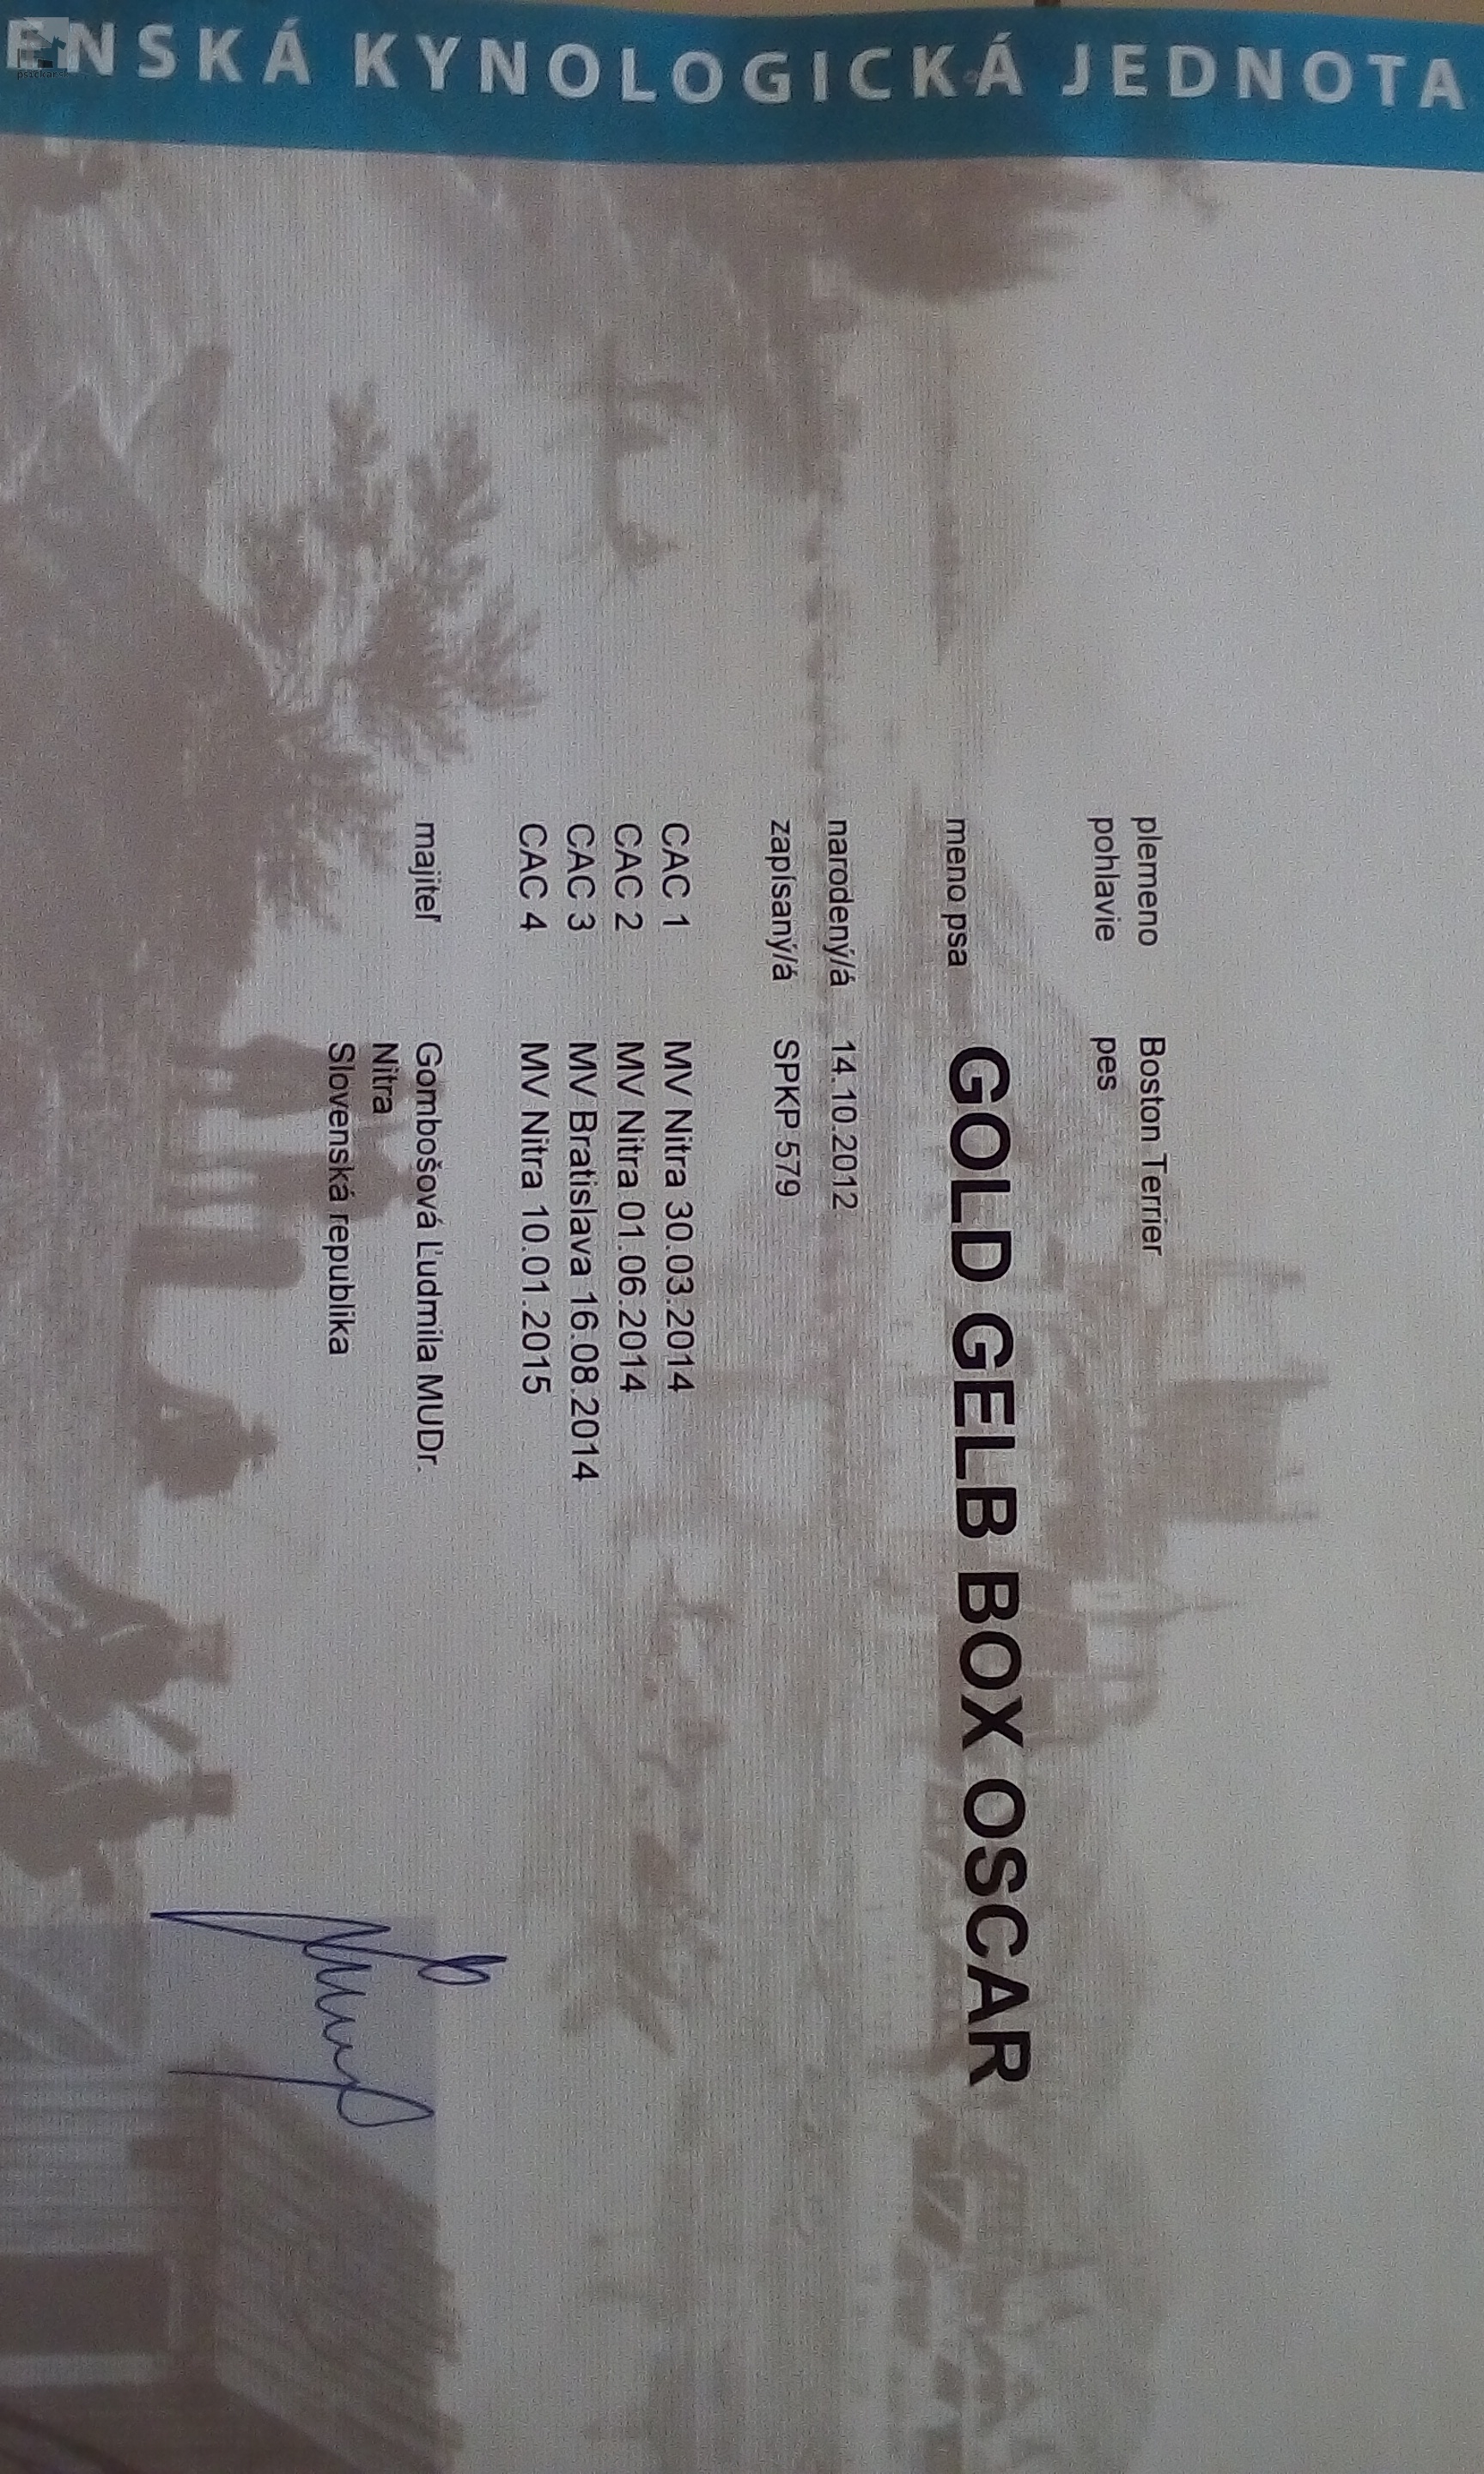 ENSKÁ KYNOLOGICKÁ JEDNOTA
plemeno Boston Terrier
pohlavie pes
meno psa GOLD GELB BOX OSCAR
narodený/á 14.10.2012
zapísaný/á SPKP 579
CAC 1 MV Nitra 30.03.2014
CAC 2 MV Nitra 01.06.2014
CAC 3 MV Bratislava 16.08.2014
CAC 4 MV Nitra 10.01.2015
majiteľ Gombošová Ľudmila MUDr.
Nitra
Slovenská republika